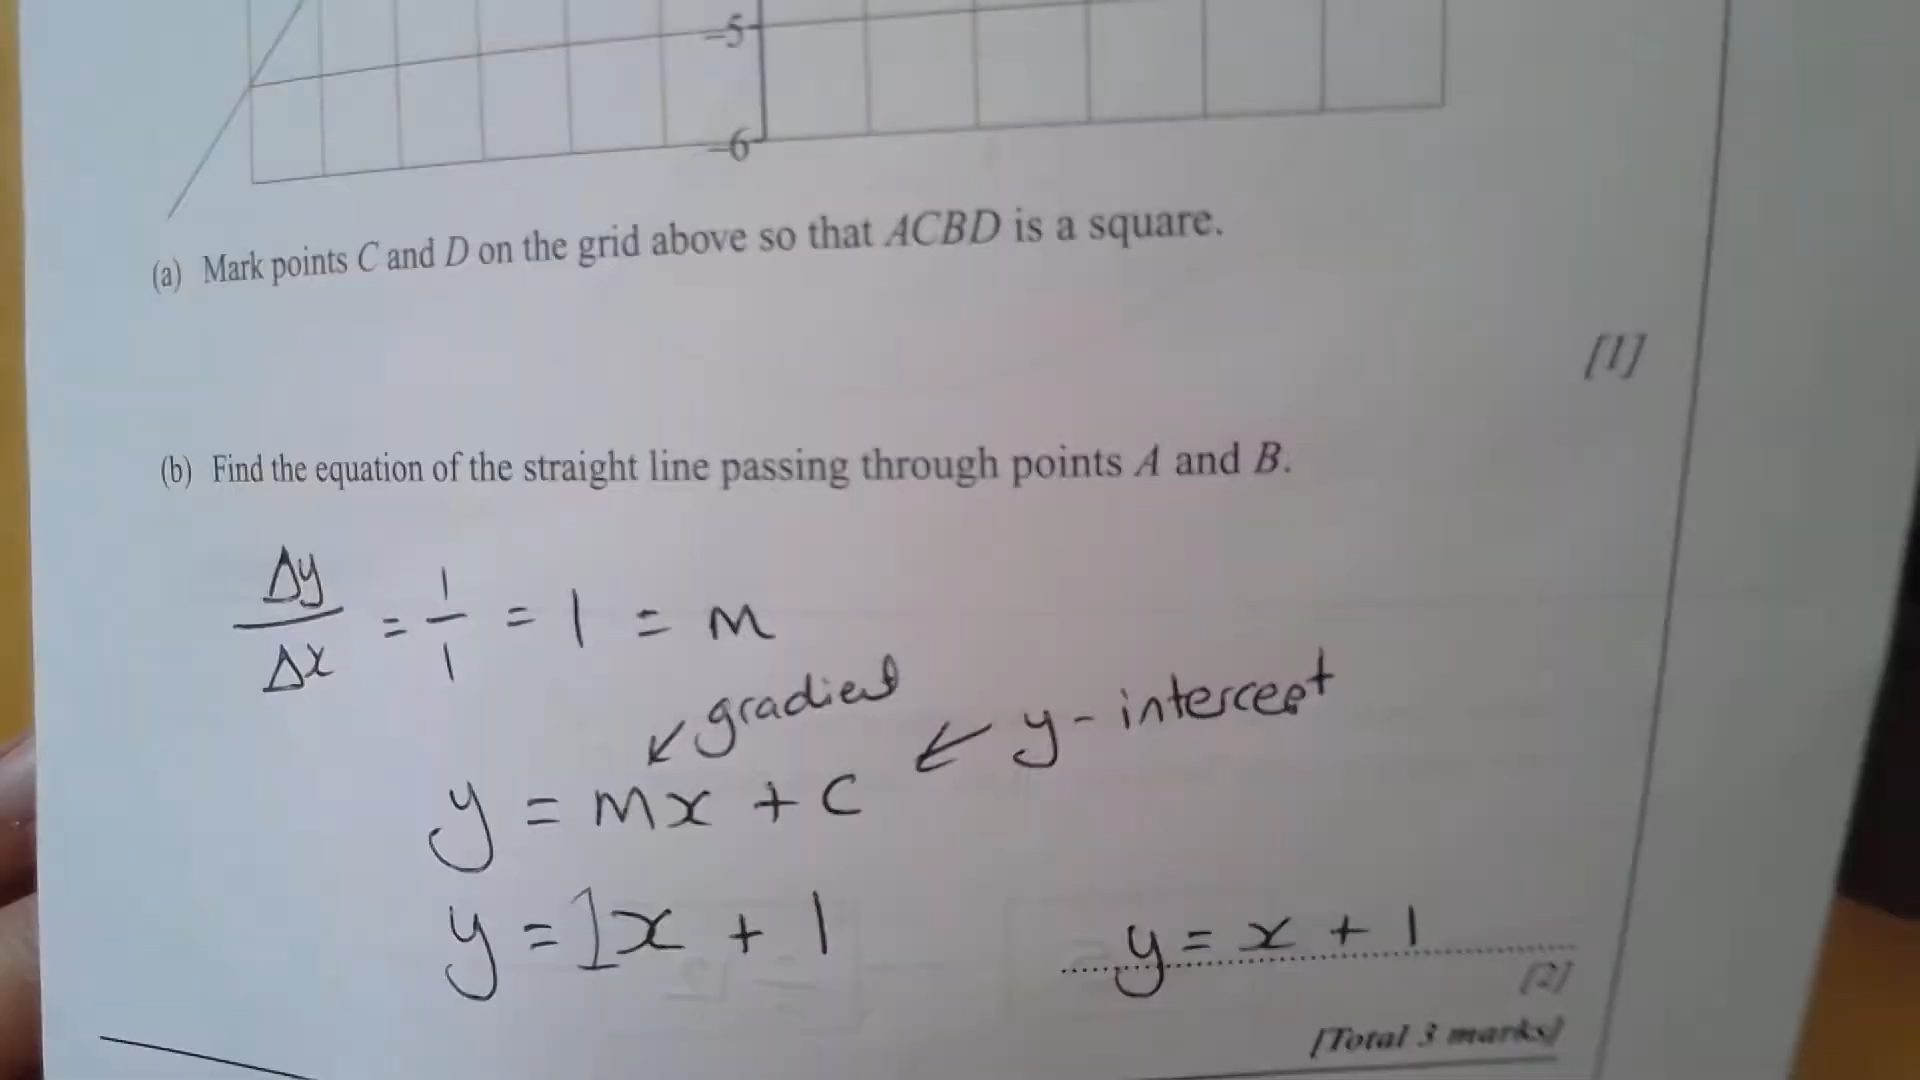 –5
–6
(a) Mark points C and D on the grid above so that ACBD is a square.
[1]
(b) Find the equation of the straight line passing through points A and B.
Δy/Δx = 1/1 = 1 = m
gradient
y-intercept
y = mx + c
y = 1x + 1
y = x + 1
[2]
[Total 3 marks]